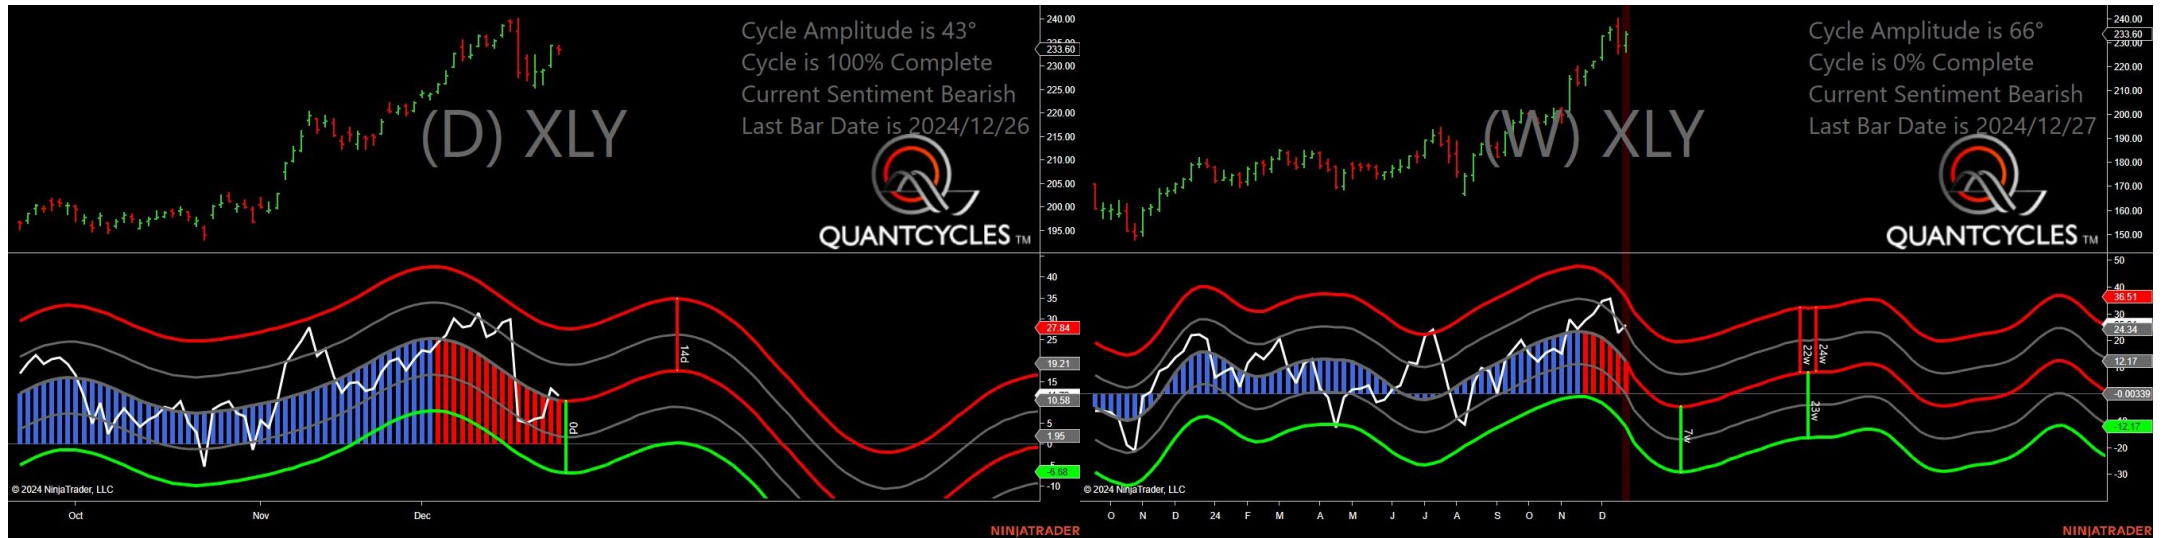 Cycle Amplitude is 43°
Cycle is 100% Complete
Current Sentiment Bearish
Last Bar Date is 2024/12/26
(D) XLY
QUANTCYCLES TM
240.00
233.60
230.00
225.00
220.00
215.00
210.00
205.00
200.00
195.00
40
35
30
27.84
25
19.21
15
10.58
5
1.95
0
-6.68
-10
14d
0d
© 2024 NinjaTrader, LLC
Oct
Nov
Dec
NINJATRADER
Cycle Amplitude is 66°
Cycle is 0% Complete
Current Sentiment Bearish
Last Bar Date is 2024/12/27
(W) XLY
QUANTCYCLES TM
240.00
233.60
230.00
220.00
210.00
200.00
190.00
180.00
170.00
160.00
150.00
50
40
36.51
24.34
20
12.17
10
-0.00339
-12.17
-20
-30
7w
22w
24w
23w
© 2024 NinjaTrader, LLC
O N D 24 F M A M J J A S O N D
NINJATRADER